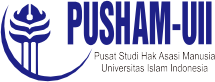 PUSHAM-UII
Pusat Studi Hak Asasi Manusia
Universitas Islam Indonesia